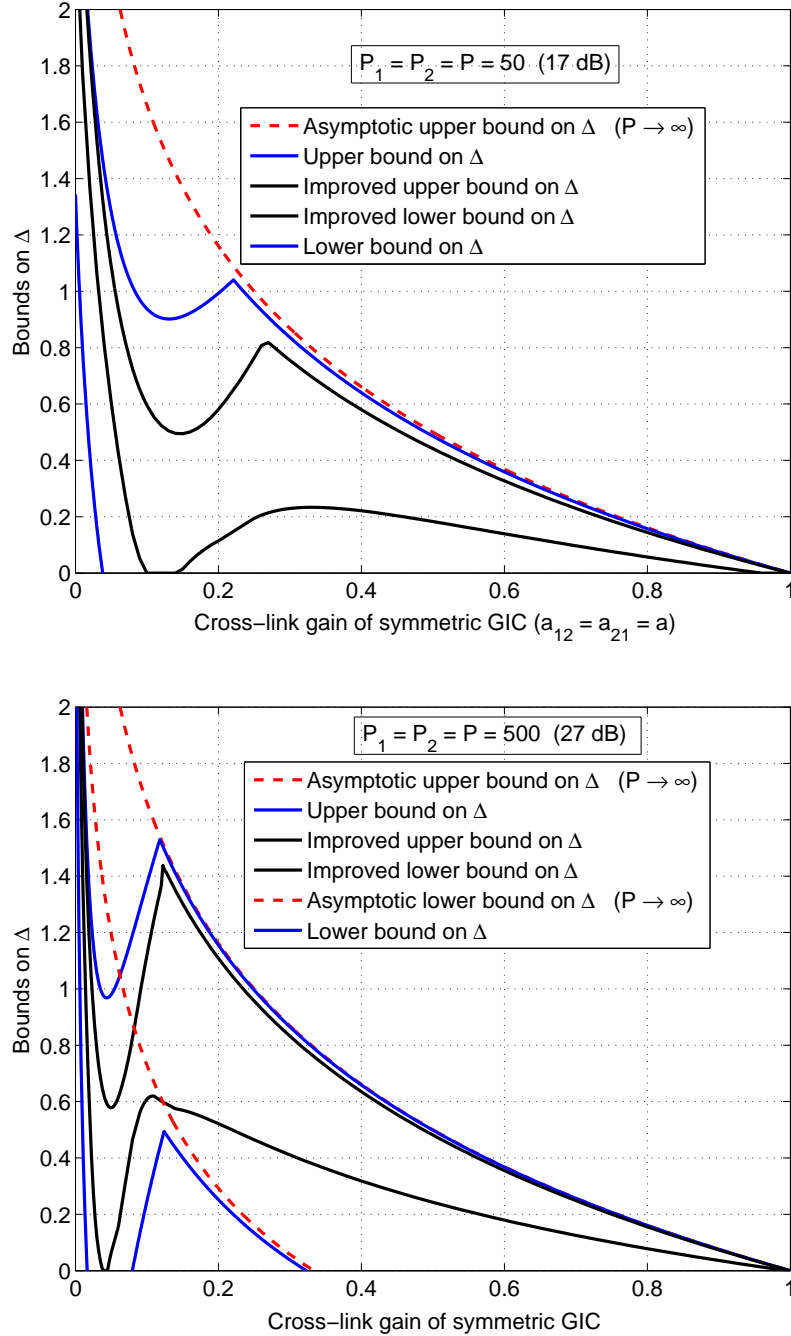 P_1 = P_2 = P = 50 (17 dB)
Asymptotic upper bound on Δ (P → ∞)
Upper bound on Δ
Improved upper bound on Δ
Improved lower bound on Δ
Lower bound on Δ
Bounds on Δ
2
1.8
1.6
1.4
1.2
1
0.8
0.6
0.4
0.2
0
0 0.2 0.4 0.6 0.8 1
Cross−link gain of symmetric GIC (a_12 = a_21 = a)
P_1 = P_2 = P = 500 (27 dB)
Asymptotic upper bound on Δ (P → ∞)
Upper bound on Δ
Improved upper bound on Δ
Improved lower bound on Δ
Asymptotic lower bound on Δ (P → ∞)
Lower bound on Δ
Bounds on Δ
2
1.8
1.6
1.4
1.2
1
0.8
0.6
0.4
0.2
0
0 0.2 0.4 0.6 0.8 1
Cross−link gain of symmetric GIC